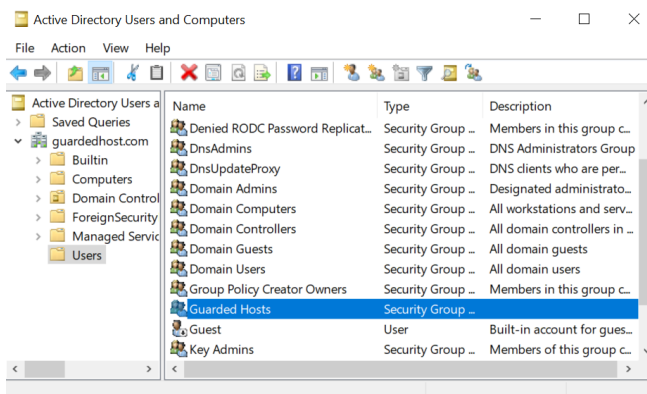 Active Directory Users and Computers
File Action View Help
Active Directory Users a
Saved Queries
guardedhost.com
Builtin
Computers
Domain Control
ForeignSecurity
Managed Servic
Users
Name Type Description
Denied RODC Password Replicat... Security Group ... Members in this group c...
DnsAdmins Security Group ... DNS Administrators Group
DnsUpdateProxy Security Group ... DNS clients who are per...
Domain Admins Security Group ... Designated administrato...
Domain Computers Security Group ... All workstations and serv...
Domain Controllers Security Group ... All domain controllers in ...
Domain Guests Security Group ... All domain guests
Domain Users Security Group ... All domain users
Group Policy Creator Owners Security Group ... Members in this group c...
Guarded Hosts Security Group ...
Guest User Built-in account for gues...
Key Admins Security Group ... Members of this group c...